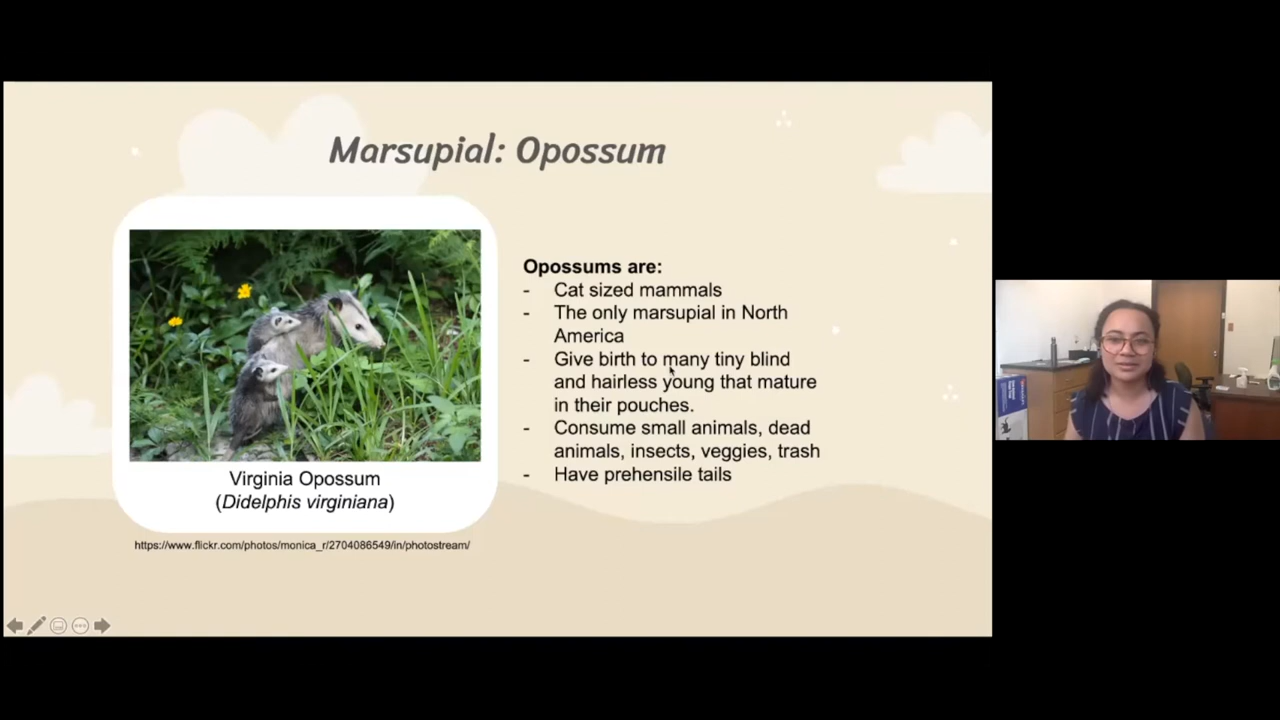 Marsupial: Opossum
Opossums are:
- Cat sized mammals
- The only marsupial in North
America
- Give birth to many tiny blind
and hairless young that mature
in their pouches.
- Consume small animals, dead
animals, insects, veggies, trash
- Have prehensile tails
Virginia Opossum
(Didelphis virginiana)
https://www.flickr.com/photos/monica_r/2704086549/in/photostream/